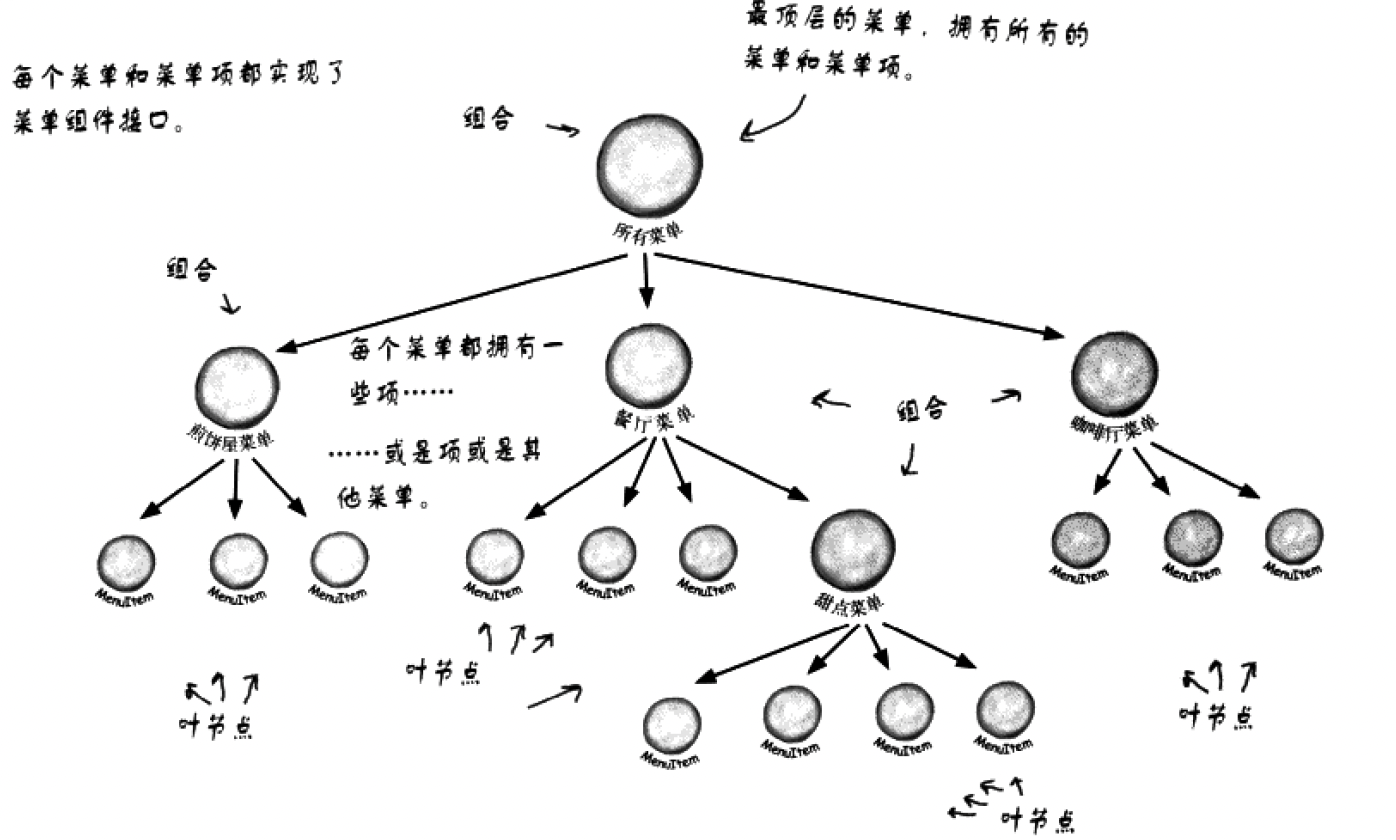 最顶层的菜单，拥有所有的
菜单和菜单项。
每个菜单和菜单项都实现了
菜单组件接口。
组合
所有菜单
组合
每个菜单都拥有一
些项……
……或是项或是其
他菜单。
组合
煎饼屋菜单
餐厅菜单
咖啡厅菜单
MenuItem
MenuItem
MenuItem
MenuItem
MenuItem
MenuItem
甜点菜单
MenuItem
MenuItem
MenuItem
叶节点
叶节点
叶节点
MenuItem
MenuItem
MenuItem
MenuItem
叶节点